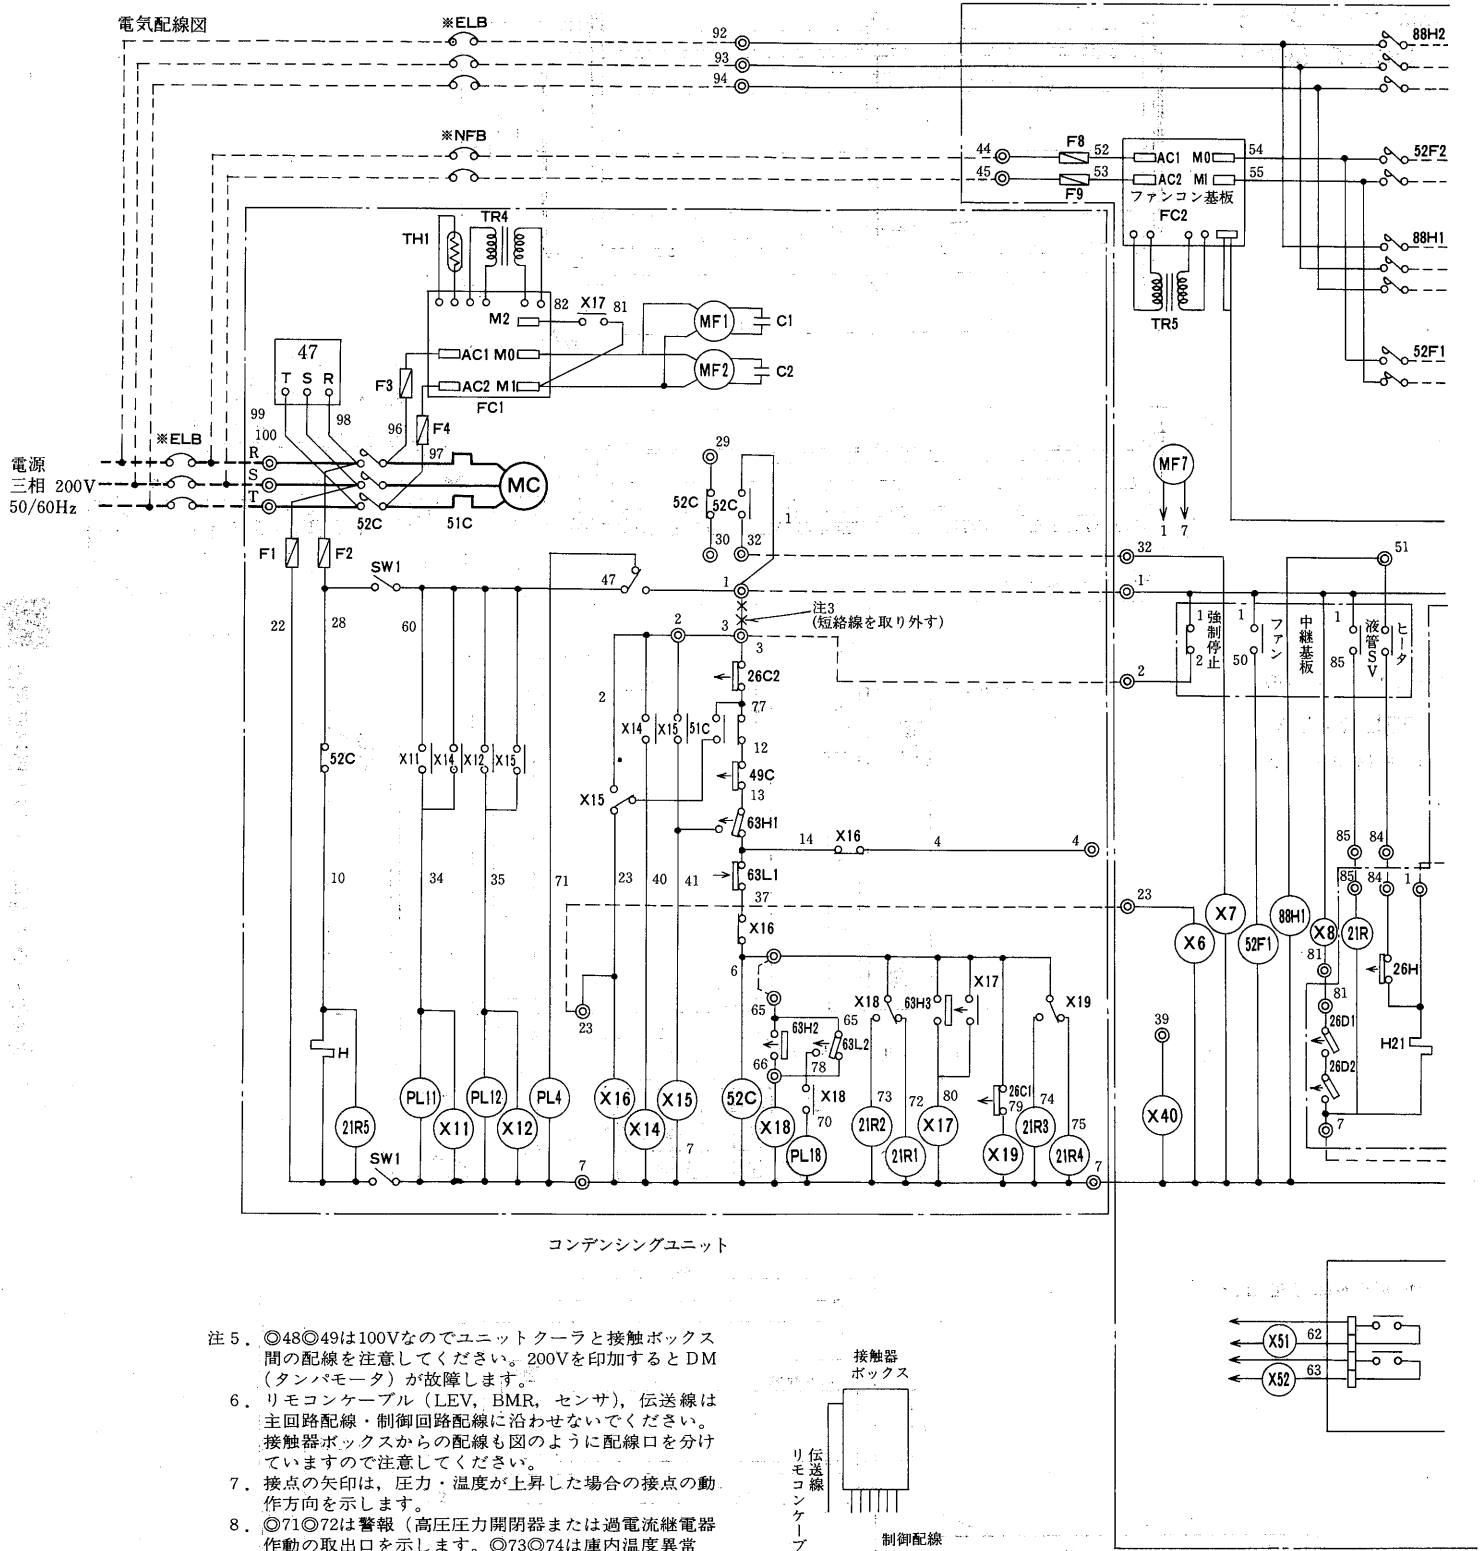 電気配線図
※ELB
92
93
94
88H2
※NFB
44
45
F8
F9
52
53
AC1 M0
AC2 M1
ファンコン基板
FC2
54
55
52F2
88H1
TR5
52F1
TH1
TR4
M2
82
X17
81
AC1 M0
AC2 M1
FC1
MF1
C1
MF2
C2
47
T S R
F3
F4
99
100
98
96
97
※ELB
電源
三相 200V
50/60Hz
R
S
T
52C
51C
MC
29
52C
52C
30
32
1
MF7
1 7
F1
F2
SW1
47
1
32
1
51
注3
(短絡線を取り外す)
22
28
60
2
3
3
2
26C2
77
1
2
強制停止
1
50
ファン
中継基板
1
85
液管SV
ヒータ
2
X14
X15
51C
12
52C
X11
X14
X12
X15
49C
13
X15
63H1
14
X16
4
4
85
84
85
84
1
63L1
37
10
34
35
71
23
40
41
23
X16
X6
X7
52F1
88H1
X8
21R
26H
6
81
81
X18
63H3
X17
X19
65
23
63H2
65
63L2
66
78
39
26D1
26D2
H21
H
PL11
PL12
PL4
X16
X15
52C
X18
X18
70
73
72
80
26C1
79
74
75
X40
7
21R5
X11
X12
X14
7
PL18
21R2
21R1
X17
X19
21R3
21R4
SW1
7
7
コンデンシングユニット
X51
62
X52
63
注5. ◎48◎49は100Vなのでユニットクーラと接触ボックス
間の配線を注意してください。200Vを印加するとDM
(タンパモータ)が故障します。
6. リモコンケーブル(LEV, BMR, センサ), 伝送線は
主回路配線・制御回路配線に沿わせないでください。
接触器ボックスからの配線も図のように配線口を分け
ていますので注意してください。
7. 接点の矢印は, 圧力・温度が上昇した場合の接点の動
作方向を示します。
8. ◎71◎72は警報(高圧圧力開閉器または過電流継電器
作動の取出口を示します。◎73◎74は庫内温度異常
接触器
ボックス
伝送線
リモコンケーブ
制御配線